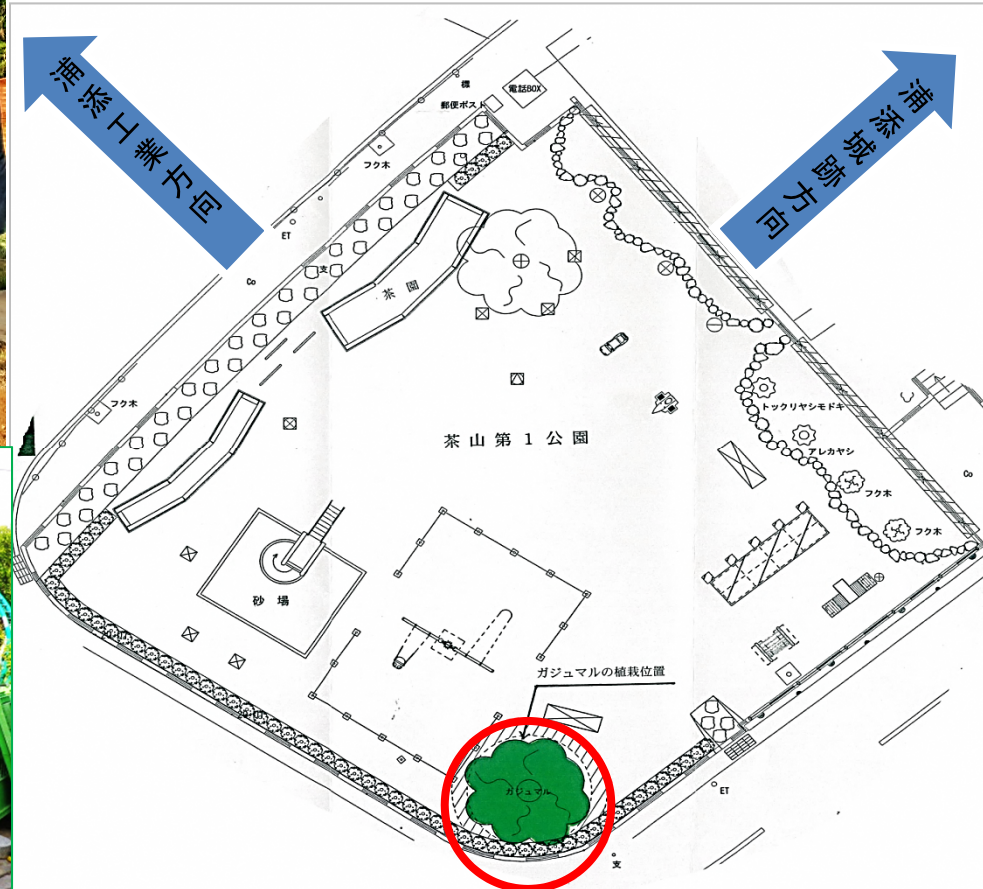 浦添工業方向
浦添城跡方向
標
郵便ポスト
電話BOX
フク木
ET
支
Co
茶園
フク木
茶山第1公園
トックリヤシモドキ
アレカヤシ
フク木
フク木
Co
砂場
ガジュマルの植栽位置
ガジュマル
ET
支